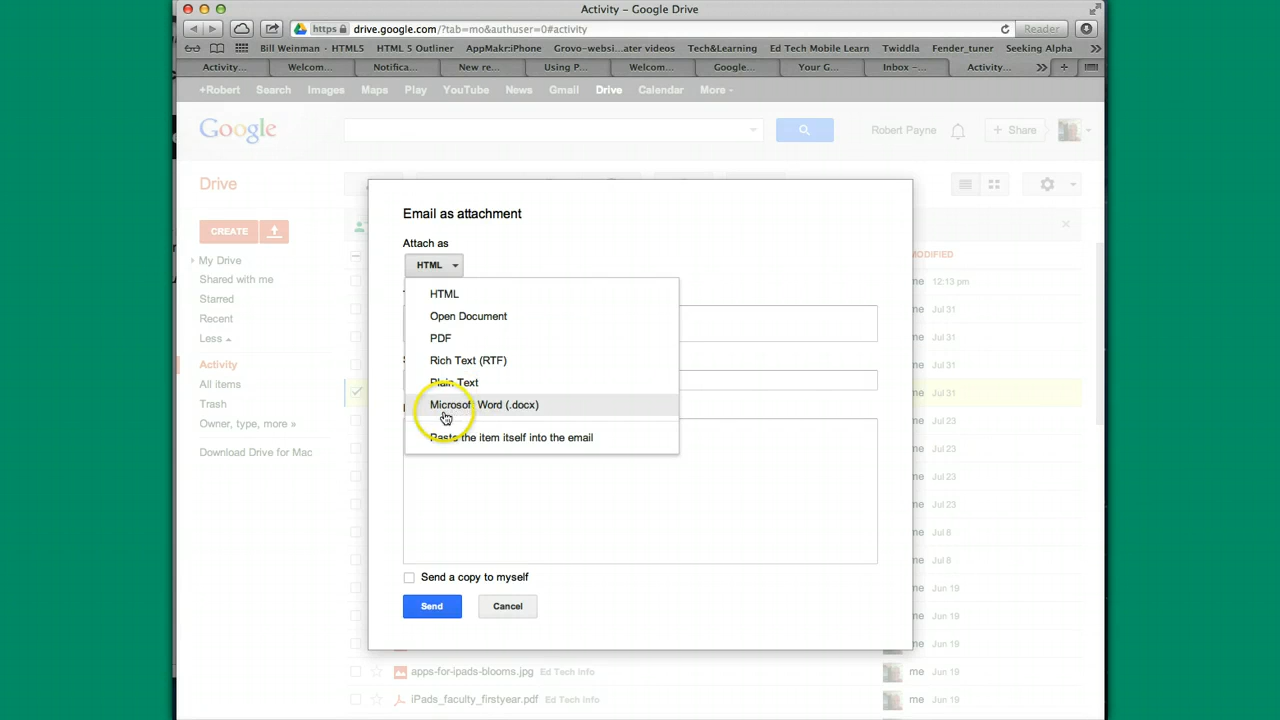 Activity – Google Drive
https drive.google.com/?tab=mo&authuser=0#activity Reader
Bill Weinman - HTML5 HTML 5 Outliner AppMakriPhone Grovo-websi...ater videos Tech&Learning Ed Tech Mobile Learn Twiddla Fender_tuner Seeking Alpha »
Activity... Welcom... Notifica... New re... Using P... Welcom... Google... Your G... Inbox –... Activity... »
+Robert Search Images Maps Play YouTube News Gmail Drive Calendar More
Google Robert Payne + Share
Drive
CREATE
My Drive
Shared with me
Starred
Recent
Less
Activity
All items
Trash
Owner, type, more »
Download Drive for Mac
Email as attachment
Attach as
HTML
HTML
Open Document
PDF
Rich Text (RTF)
Plain Text
Microsoft Word (.docx)
Paste the item itself into the email
Send a copy to myself
Send Cancel
MODIFIED
me 12:13 pm
me Jul 31
me Jul 31
me Jul 31
me Jul 31
me Jul 23
me Jul 23
me Jul 23
me Jul 23
me Jul 8
me Jul 8
me Jun 19
me Jun 19
me Jun 19
apps-for-ipads-blooms.jpg Ed Tech Info me Jun 19
iPads_faculty_firstyear.pdf Ed Tech Info me Jun 19